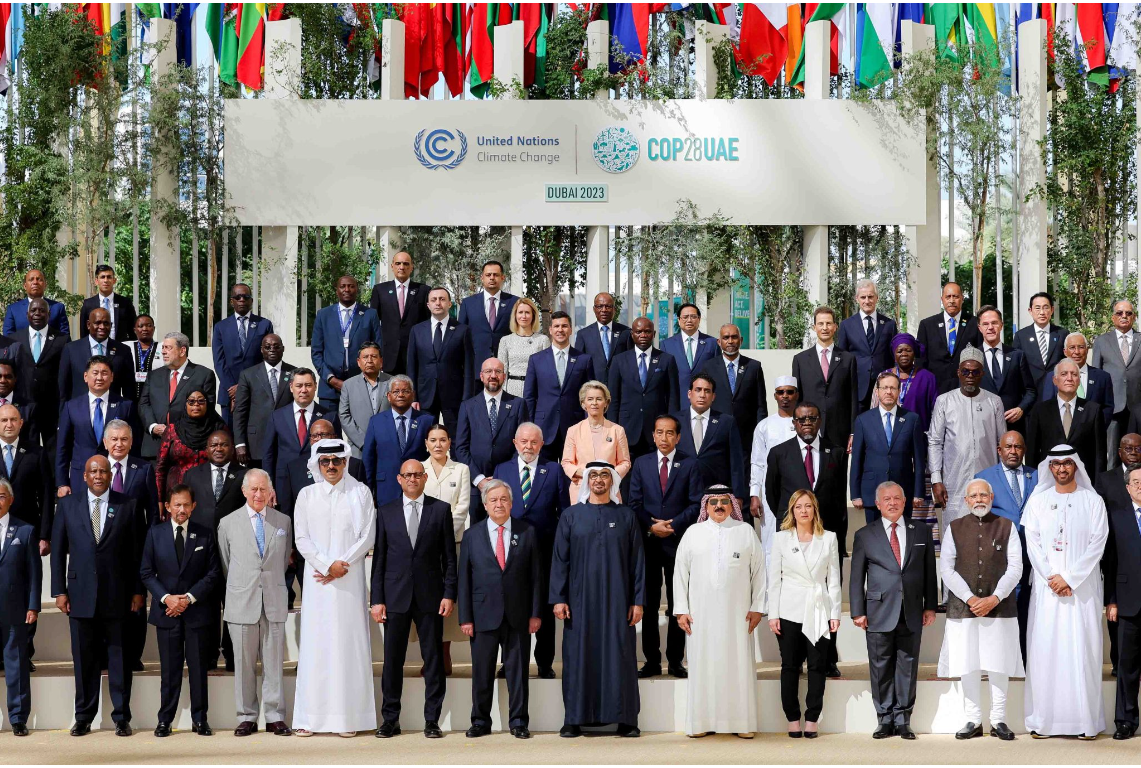 United Nations
Climate Change
COP28UAE
DUBAI 2023